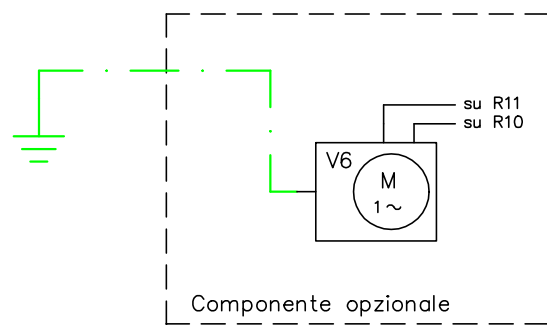 su R11
su R10
V6
M
1~
Componente opzionale